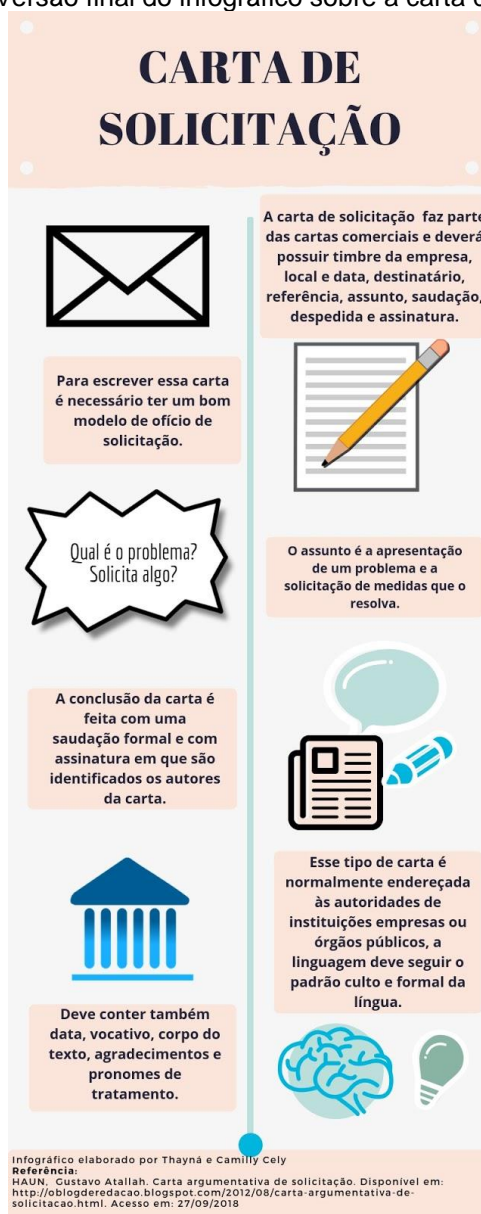 versão final do infográfico sobre a carta d
CARTA DE
SOLICITAÇÃO
A carta de solicitação faz parte
das cartas comerciais e deverá
possuir timbre da empresa,
local e data, destinatário,
referência, assunto, saudação,
despedida e assinatura.
Para escrever essa carta
é necessário ter um bom
modelo de ofício de
solicitação.
Qual é o problema?
Solicita algo?
O assunto é a apresentação
de um problema e a
solicitação de medidas que o
resolva.
A conclusão da carta é
feita com uma
saudação formal e com
assinatura em que são
identificados os autores
da carta.
Esse tipo de carta é
normalmente endereçada
às autoridades de
instituições empresas ou
órgãos públicos, a
linguagem deve seguir o
padrão culto e formal da
língua.
Deve conter também
data, vocativo, corpo do
texto, agradecimentos e
pronomes de
tratamento.
Infográfico elaborado por Thayná e Camilly Cely
Referência:
HAUN, Gustavo Atallah. Carta argumentativa de solicitação. Disponível em:
http://oblogderedacao.blogspot.com/2012/08/carta-argumentativa-de-
solicitacao.html. Acesso em: 27/09/2018